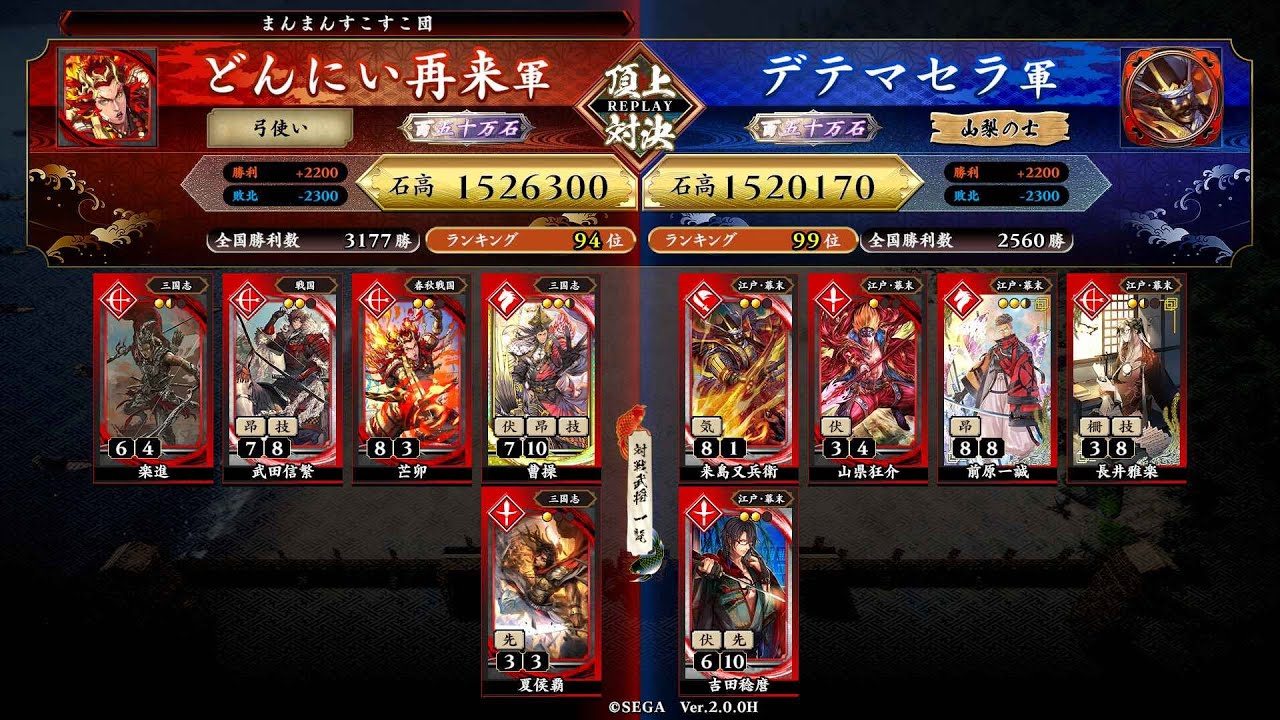 まんまんすこすこ団
どんにい再来軍
頂上
REPLAY
対決
デテマセラ軍
弓使い
百五十万石
百五十万石
山梨の士
勝利 +2200
敗北 -2300
石高 1526300
石高 1520170
勝利 +2200
敗北 -2300
全国勝利数 3177勝
ランキング 94位
ランキング 99位
全国勝利数 2560勝
三国志
戦国
春秋戦国
三国志
江戸・幕末
江戸・幕末
江戸・幕末
江戸・幕末
昂 技
伏 昂 技
気
伏
昂
柵 技
6 4
7 8
8 3
7 10
8 1
3 4
8 8
3 8
楽進
武田信繁
芒卯
曹操
来島又兵衛
山県狂介
前原一誠
長井雅楽
対戦武将一覧
三国志
江戸・幕末
先
伏 先
3 3
6 10
夏侯覇
吉田稔麿
©SEGA Ver.2.0.0H